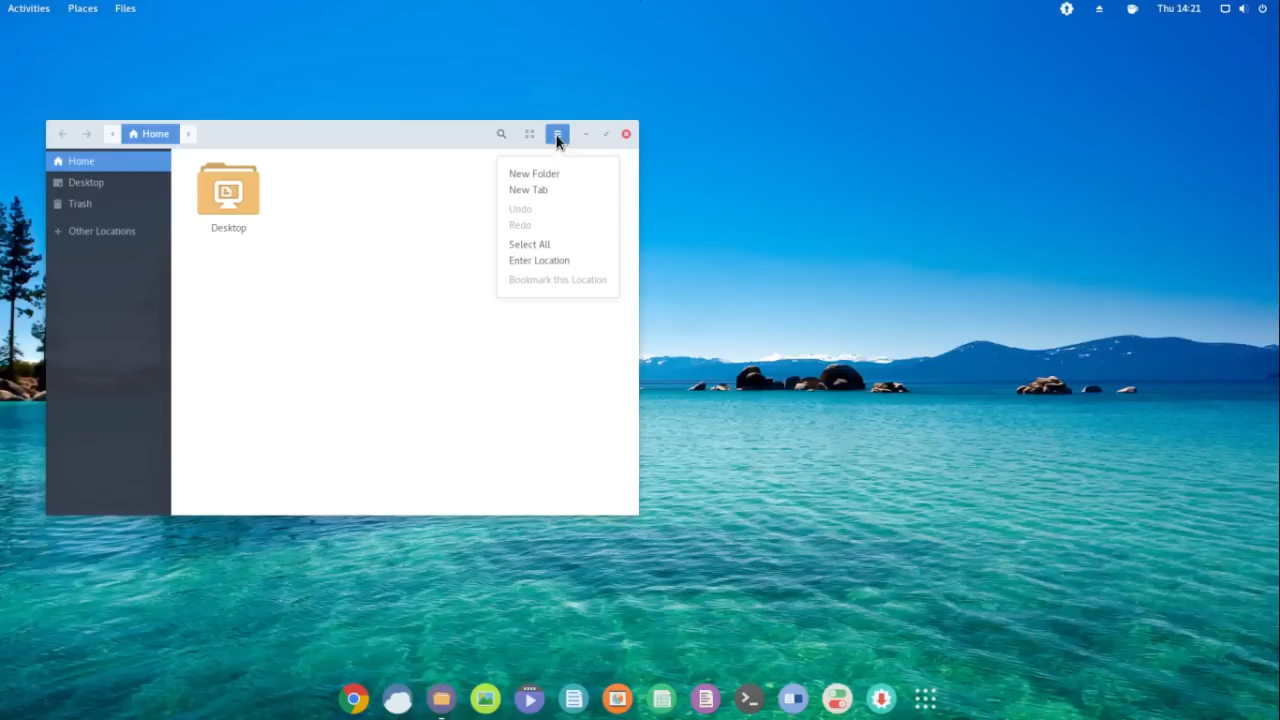 Activities Places Files Thu 14:21
Home
Home
Desktop
Trash
Other Locations
Desktop
New Folder
New Tab
Undo
Redo
Select All
Enter Location
Bookmark this Location